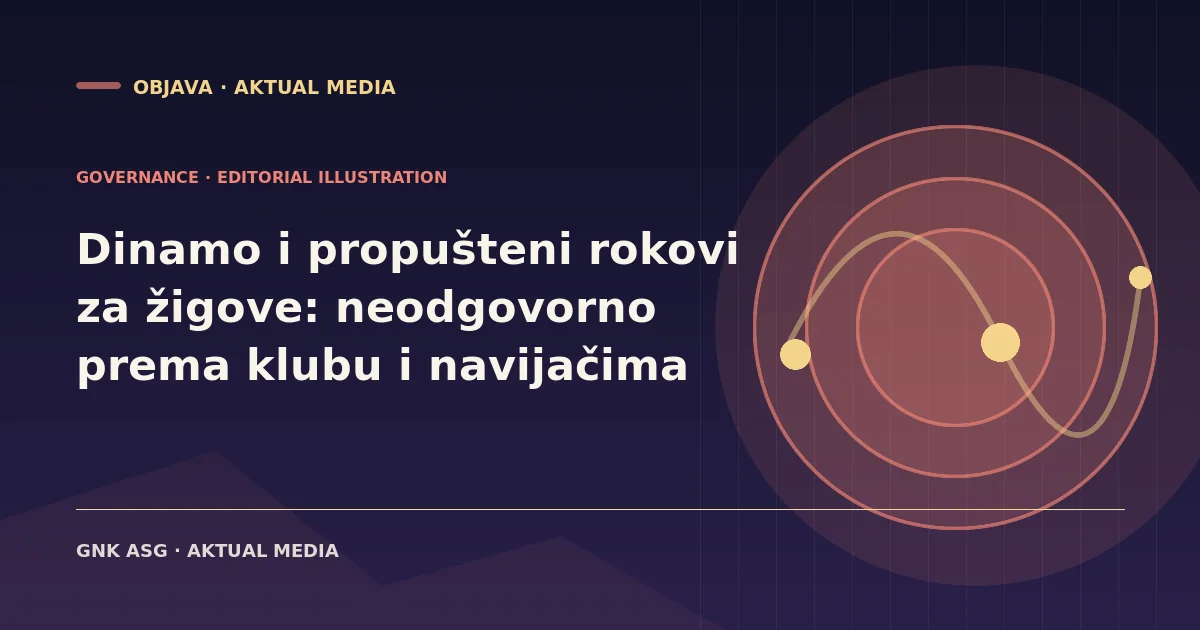 OBJAVA · AKTUAL MEDIA
GOVERNANCE · EDITORIAL ILLUSTRATION
Dinamo i propušteni rokovi
za žigove: neodgovorno
prema klubu i navijačima
GNK ASG · AKTUAL MEDIA